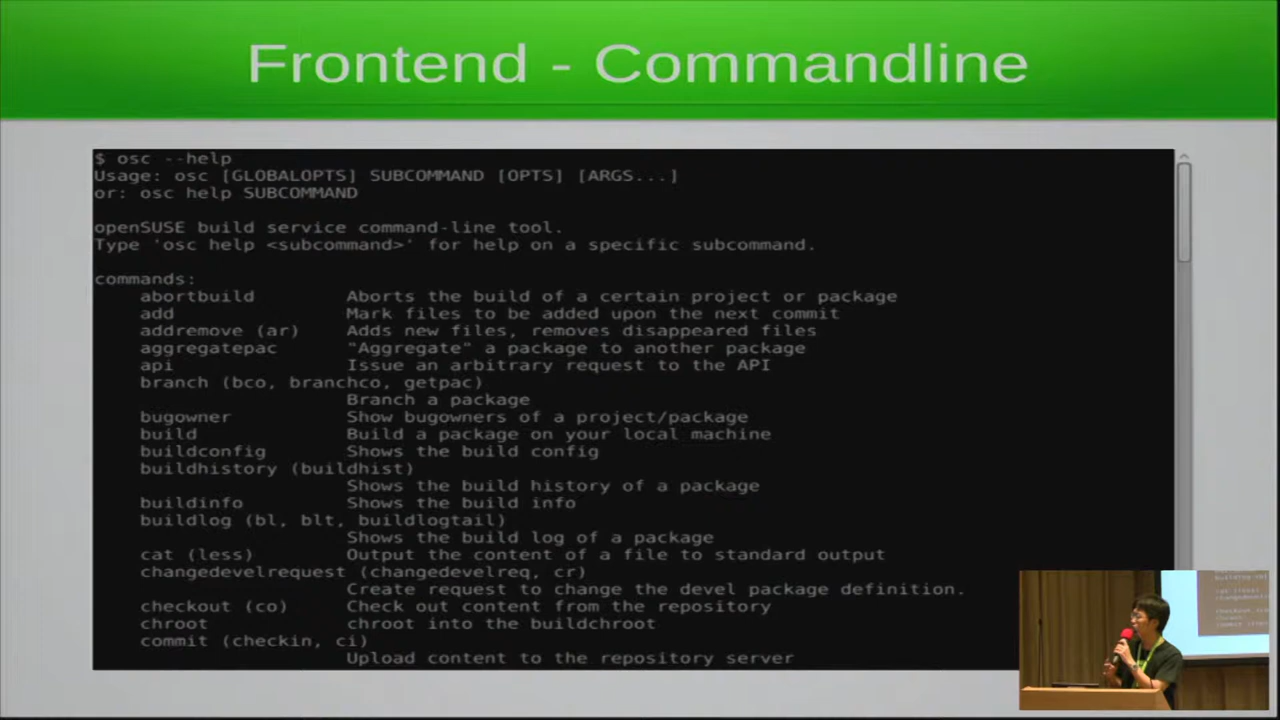 Frontend - Commandline
$ osc --help
Usage: osc [GLOBALOPTS] SUBCOMMAND [OPTS] [ARGS...]
or: osc help SUBCOMMAND
openSUSE build service command-line tool.
Type 'osc help <subcommand>' for help on a specific subcommand.
commands:
abortbuild Aborts the build of a certain project or package
add Mark files to be added upon the next commit
addremove (ar) Adds new files, removes disappeared files
aggregatepac "Aggregate" a package to another package
api Issue an arbitrary request to the API
branch (bco, branchco, getpac)
Branch a package
bugowner Show bugowners of a project/package
build Build a package on your local machine
buildconfig Shows the build config
buildhistory (buildhist)
Shows the build history of a package
buildinfo Shows the build info
buildlog (bl, blt, buildlogtail)
Shows the build log of a package
cat (less) Output the content of a file to standard output
changedevelrequest (changedevelreq, cr)
Create request to change the devel package definition.
checkout (co) Check out content from the repository
chroot chroot into the buildchroot
commit (checkin, ci)
Upload content to the repository server